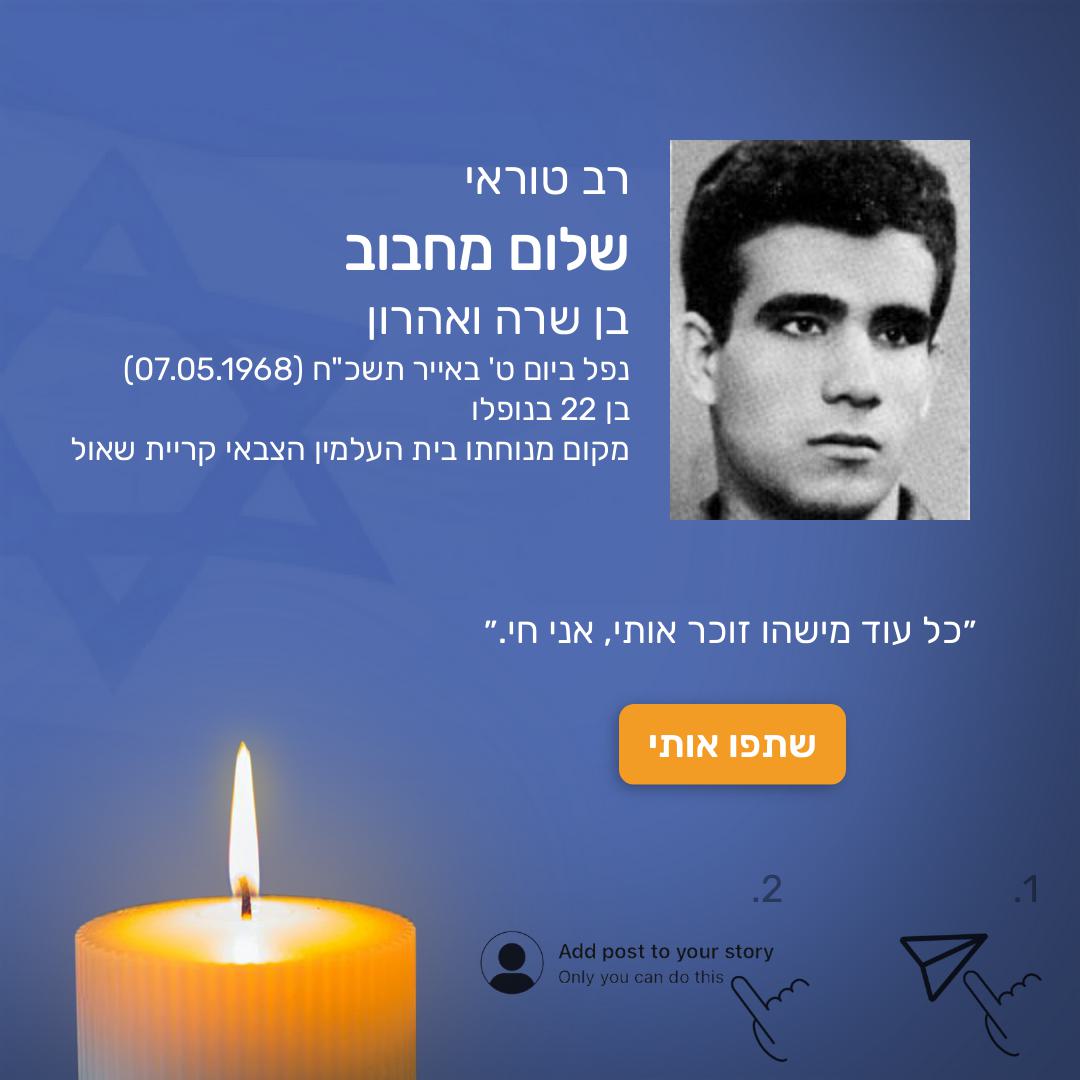 רב טוראי
שלום מחבוב
בן שרה ואהרון
נפל ביום ט' באייר תשכ"ח (07.05.1968)
בן 22 בנופלו
מקום מנוחתו בית העלמין הצבאי קריית שאול
״כל עוד מישהו זוכר אותי, אני חי.״
שתפו אותי
1.
2.
Add post to your story
Only you can do this